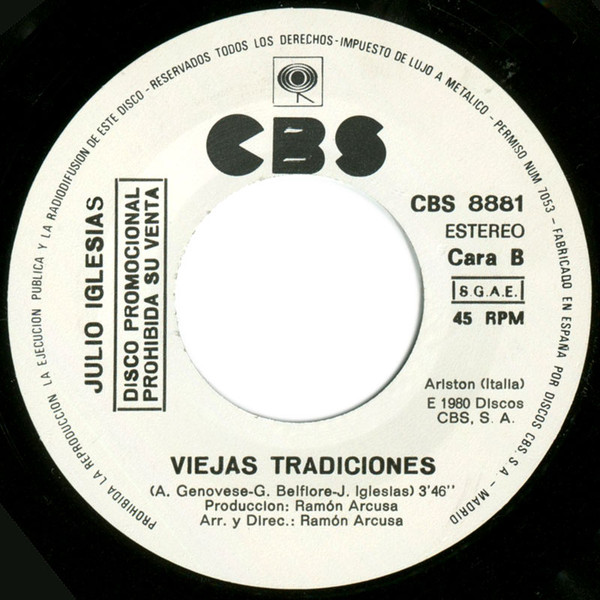 PROHIBIDA LA REPRODUCCION LA EJECUCION PUBLICA Y LA RADIODIFUSION DE ESTE DISCO - RESERVADOS TODOS LOS DERECHOS - IMPUESTO DE LUJO A METALICO - PERMISO NUM 7053 - FABRICADO EN ESPAÑA POR DISCOS CBS. S. A. - MADRID
CBS
JULIO IGLESIAS
DISCO PROMOCIONAL
PROHIBIDA SU VENTA
CBS 8881
ESTEREO
Cara B
S.G.A.E.
45 RPM
Ariston (Italia)
E 1980 Discos
CBS, S. A.
VIEJAS TRADICIONES
(A. Genovese-G. Belfiore-J. Iglesias) 3'46''
Produccion: Ramón Arcusa
Arr. y Direc.: Ramón Arcusa